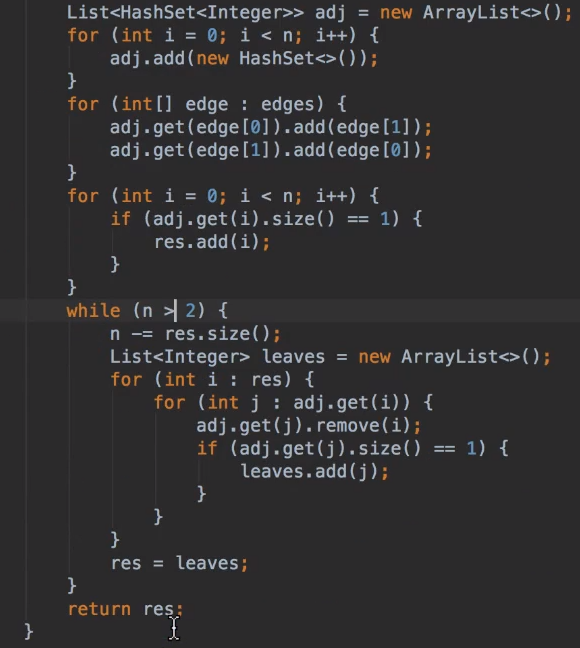 List<HashSet<Integer>> adj = new ArrayList<>();
for (int i = 0; i < n; i++) {
adj.add(new HashSet<>());
}
for (int[] edge : edges) {
adj.get(edge[0]).add(edge[1]);
adj.get(edge[1]).add(edge[0]);
}
for (int i = 0; i < n; i++) {
if (adj.get(i).size() == 1) {
res.add(i);
}
}
while (n > 2) {
n -= res.size();
List<Integer> leaves = new ArrayList<>();
for (int i : res) {
for (int j : adj.get(i)) {
adj.get(j).remove(i);
if (adj.get(j).size() == 1) {
leaves.add(j);
}
}
}
res = leaves;
}
return res;
}